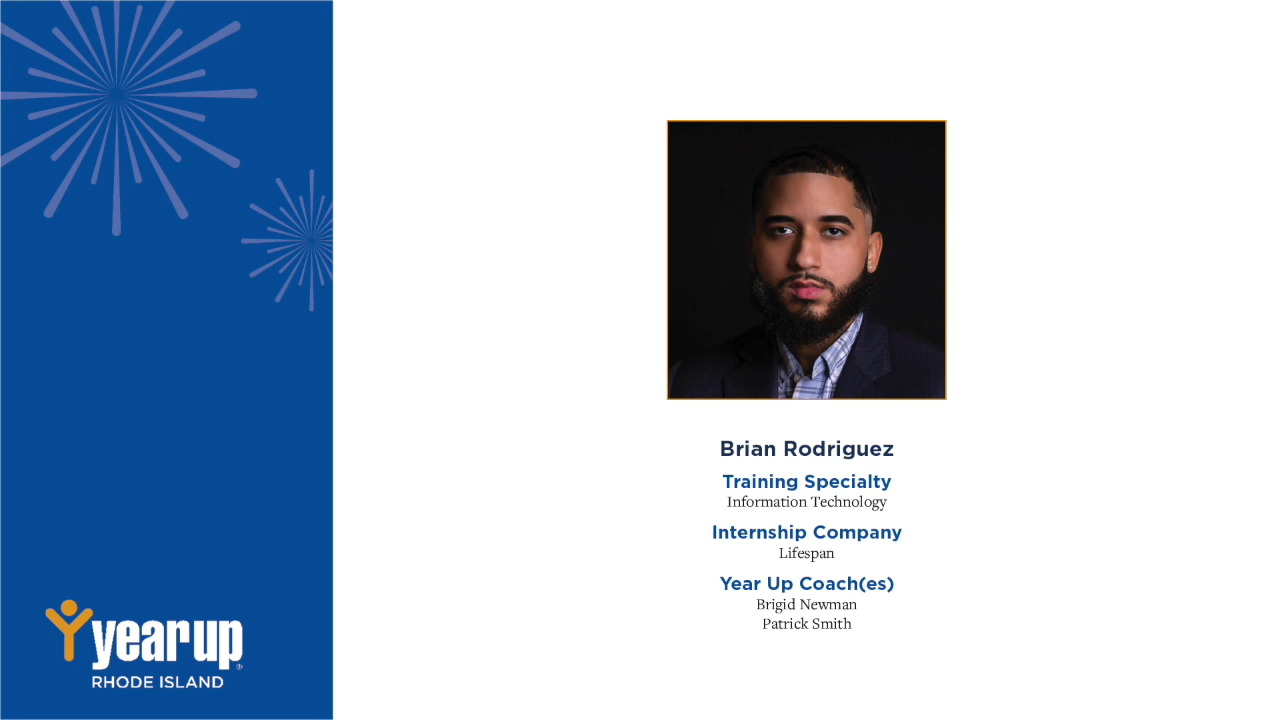 Brian Rodriguez
Training Specialty
Information Technology
Internship Company
Lifespan
Year Up Coach(es)
Brigid Newman
Patrick Smith
year up
RHODE ISLAND